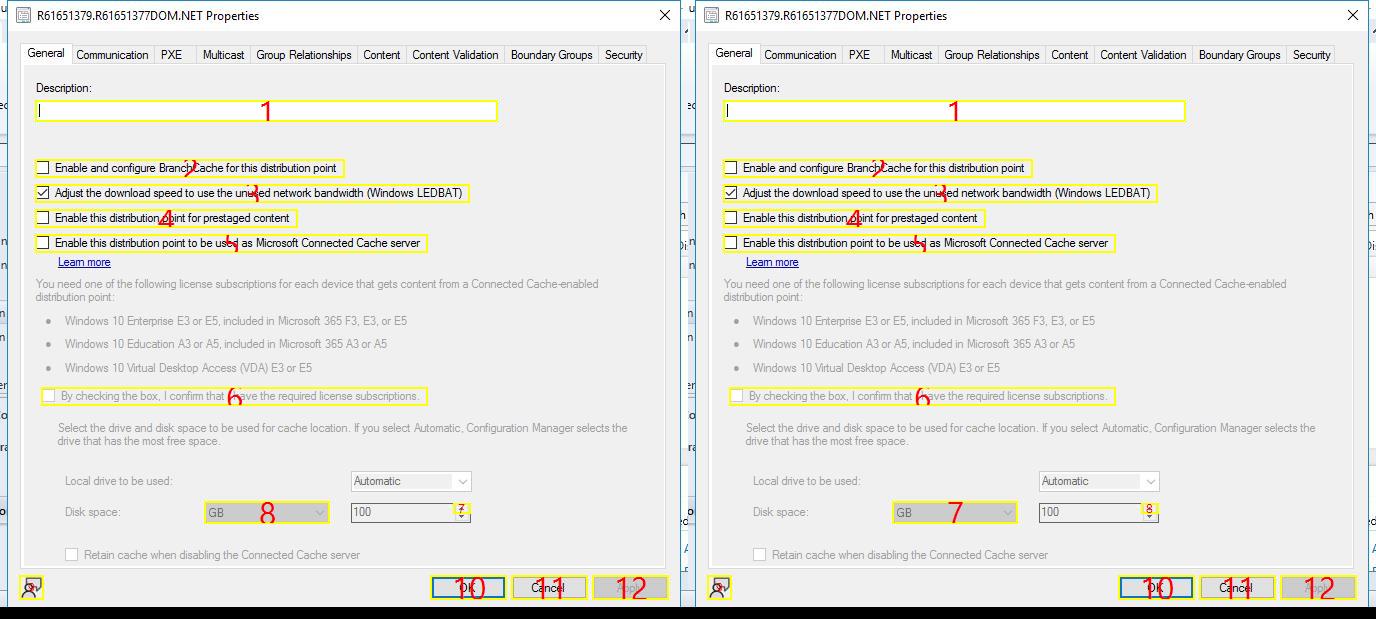 R61651379.R61651377DOM.NET Properties
General Communication PXE Multicast Group Relationships Content Content Validation Boundary Groups Security
Description:
1
Enable and configure BranchCache for this distribution point
2
Adjust the download speed to use the unused network bandwidth (Windows LEDBAT)
3
Enable this distribution point for prestaged content
4
Enable this distribution point to be used as Microsoft Connected Cache server
5
Learn more
You need one of the following license subscriptions for each device that gets content from a Connected Cache-enabled
distribution point:
• Windows 10 Enterprise E3 or E5, included in Microsoft 365 F3, E3, or E5
• Windows 10 Education A3 or A5, included in Microsoft 365 A3 or A5
• Windows 10 Virtual Desktop Access (VDA) E3 or E5
By checking the box, I confirm that I have the required license subscriptions.
6
Select the drive and disk space to be used for cache location. If you select Automatic, Configuration Manager selects the
drive that has the most free space.
Local drive to be used: Automatic
Disk space: GB 8 100 7
Retain cache when disabling the Connected Cache server
OK 10 Cancel 11 Apply 12
R61651379.R61651377DOM.NET Properties
General Communication PXE Multicast Group Relationships Content Content Validation Boundary Groups Security
Description:
1
Enable and configure BranchCache for this distribution point
2
Adjust the download speed to use the unused network bandwidth (Windows LEDBAT)
3
Enable this distribution point for prestaged content
4
Enable this distribution point to be used as Microsoft Connected Cache server
5
Learn more
You need one of the following license subscriptions for each device that gets content from a Connected Cache-enabled
distribution point:
• Windows 10 Enterprise E3 or E5, included in Microsoft 365 F3, E3, or E5
• Windows 10 Education A3 or A5, included in Microsoft 365 A3 or A5
• Windows 10 Virtual Desktop Access (VDA) E3 or E5
By checking the box, I confirm that I have the required license subscriptions.
6
Select the drive and disk space to be used for cache location. If you select Automatic, Configuration Manager selects the
drive that has the most free space.
Local drive to be used: Automatic
Disk space: GB 7 100 8
Retain cache when disabling the Connected Cache server
OK 10 Cancel 11 Apply 12